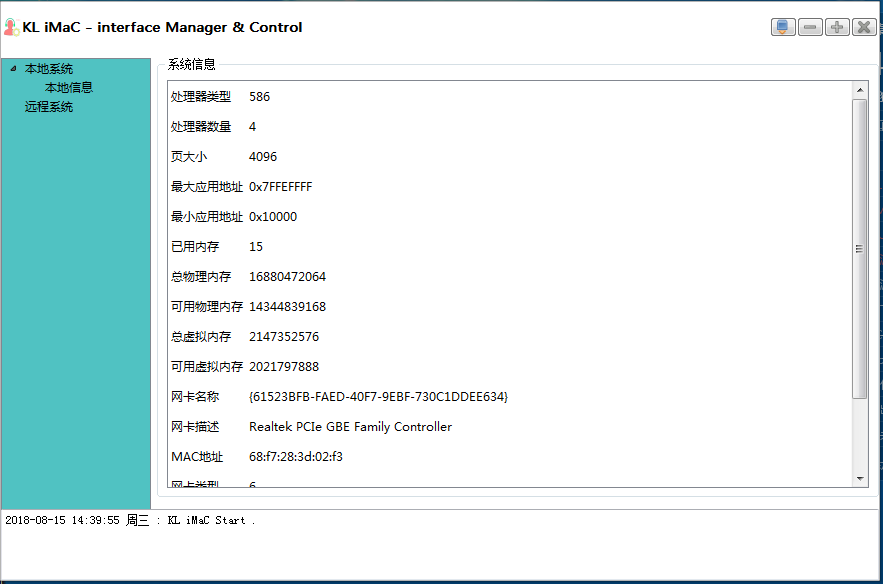 KL iMaC - interface Manager & Control
本地系统
本地信息
远程系统
系统信息
处理器类型 586
处理器数量 4
页大小 4096
最大应用地址 0x7FFEFFFF
最小应用地址 0x10000
已用内存 15
总物理内存 16880472064
可用物理内存 14344839168
总虚拟内存 2147352576
可用虚拟内存 2021797888
网卡名称 {61523BFB-FAED-40F7-9EBF-730C1DDEE634}
网卡描述 Realtek PCIe GBE Family Controller
MAC地址 68:f7:28:3d:02:f3
网卡类型 6
2018-08-15 14:39:55 周三 : KL iMaC Start .